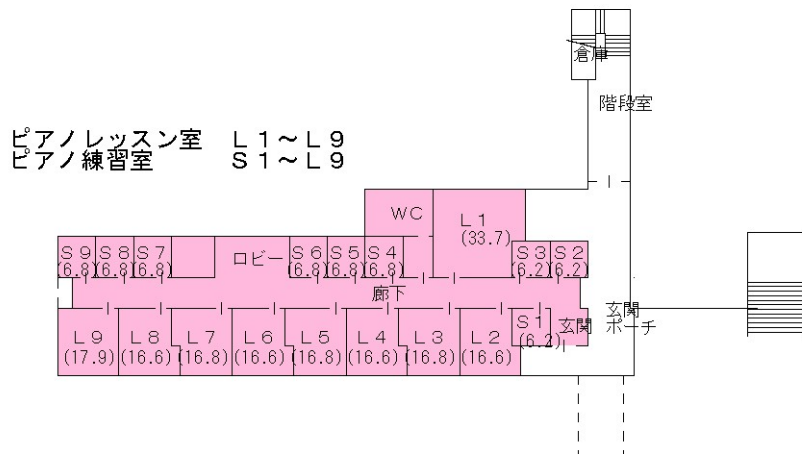 倉庫
階段室
ピアノレッスン室 L1～L9
ピアノ練習室 S1～L9
WC
L1
(33.7)
S9 S8 S7 ロビー S6 S5 S4 S3 S2
(6.8) (6.8) (6.8) (6.8) (6.8) (6.8) (6.2) (6.2)
廊下
玄関
ポーチ
S1
(6.2)
玄関
L9 L8 L7 L6 L5 L4 L3 L2
(17.9) (16.6) (16.8) (16.6) (16.8) (16.6) (16.8) (16.6)